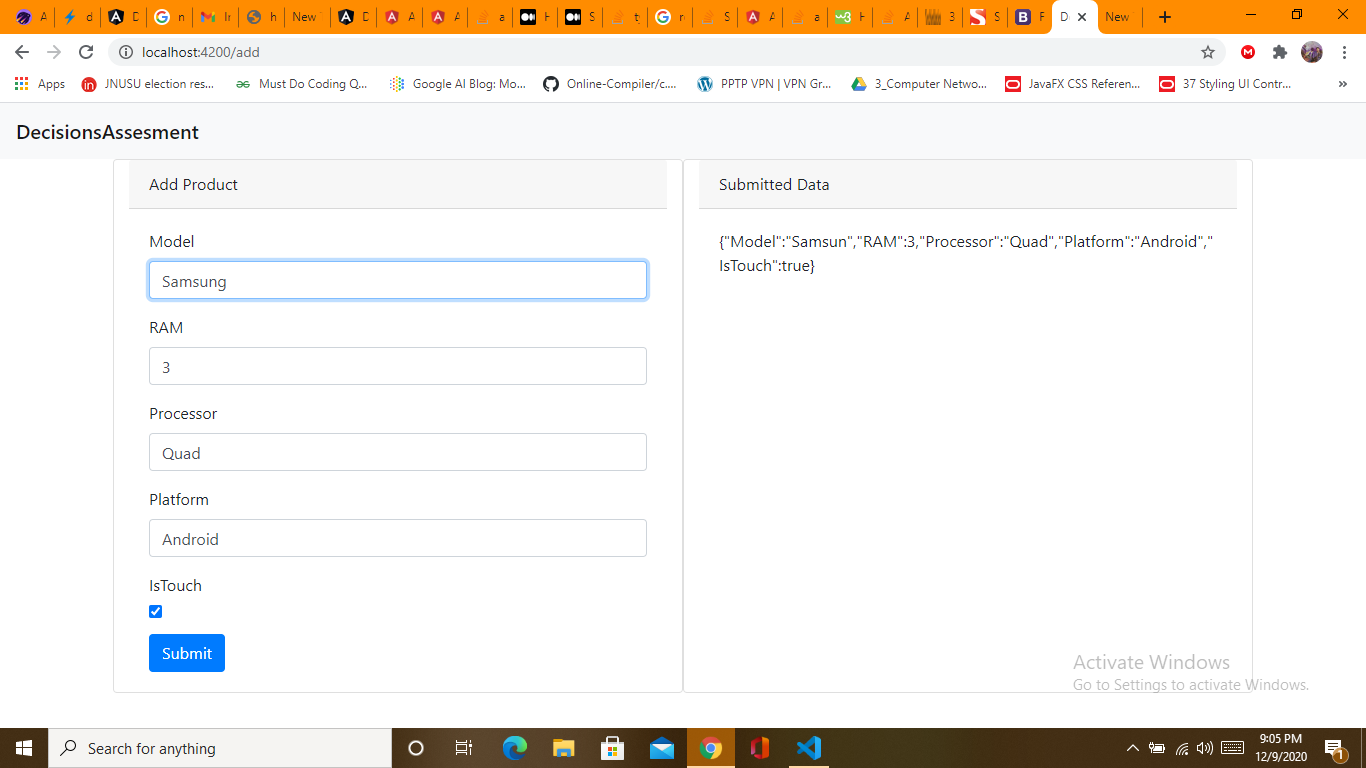 A
d
D
n
In
h
New
D
A
A
a
H
S
ty
r
S
A
a
H
A
3
S
F
D
New
localhost:4200/add
Apps
JNUSU election res...
Must Do Coding Q...
Google AI Blog: Mo...
Online-Compiler/c....
PPTP VPN | VPN Gr...
3_Computer Netwo...
JavaFX CSS Referen...
37 Styling UI Contr...
»
DecisionsAssesment
Add Product
Model
Samsung
RAM
3
Processor
Quad
Platform
Android
IsTouch
Submit
Submitted Data
{"Model":"Samsun","RAM":3,"Processor":"Quad","Platform":"Android","
IsTouch":true}
Activate Windows
Go to Settings to activate Windows.
Search for anything
9:05 PM
12/9/2020
1